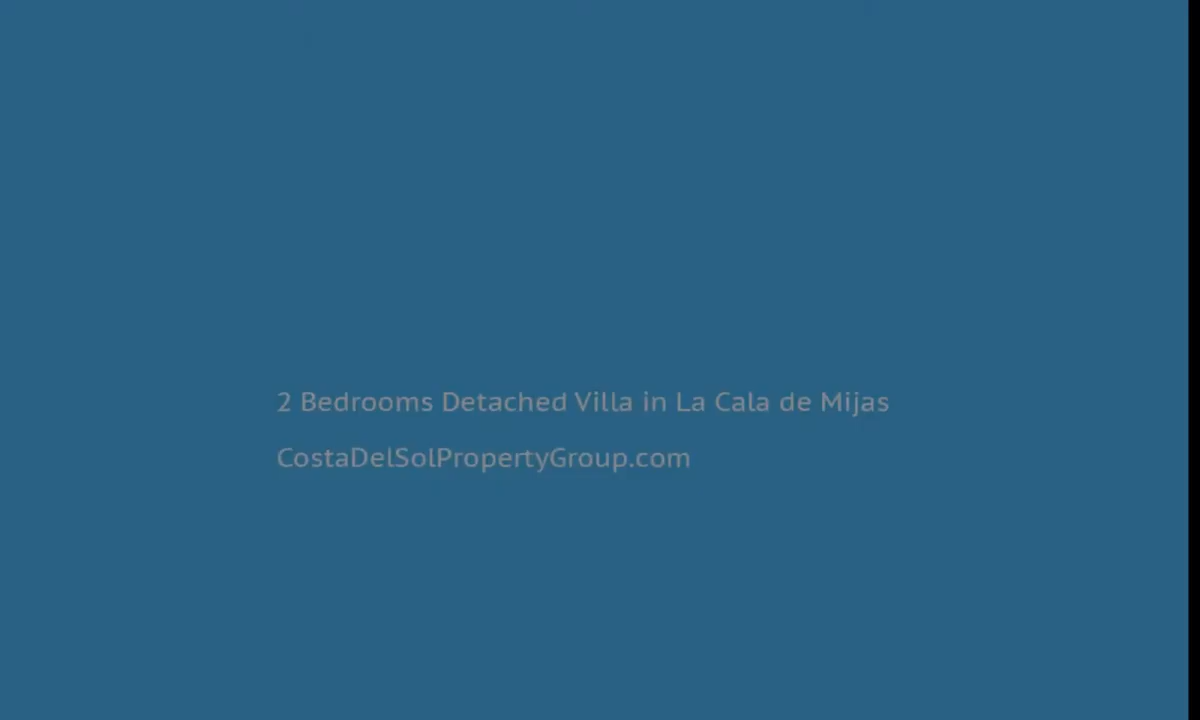 2 Bedrooms Detached Villa in La Cala de Mijas
CostaDelSolPropertyGroup.com